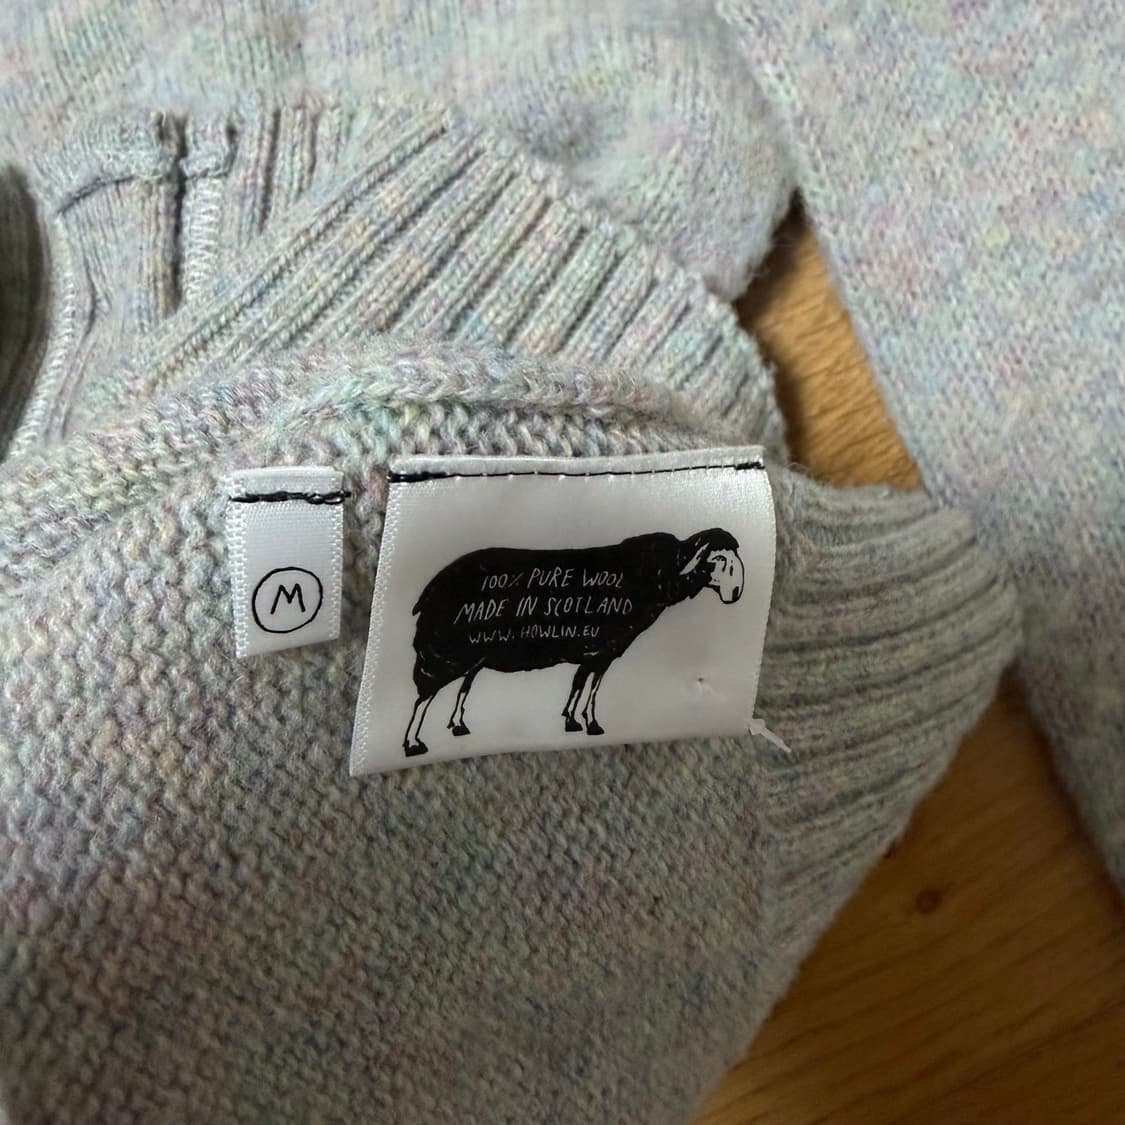 M
100% PURE WOOL
MADE IN SCOTLAND
WWW.HOWLIN.EU